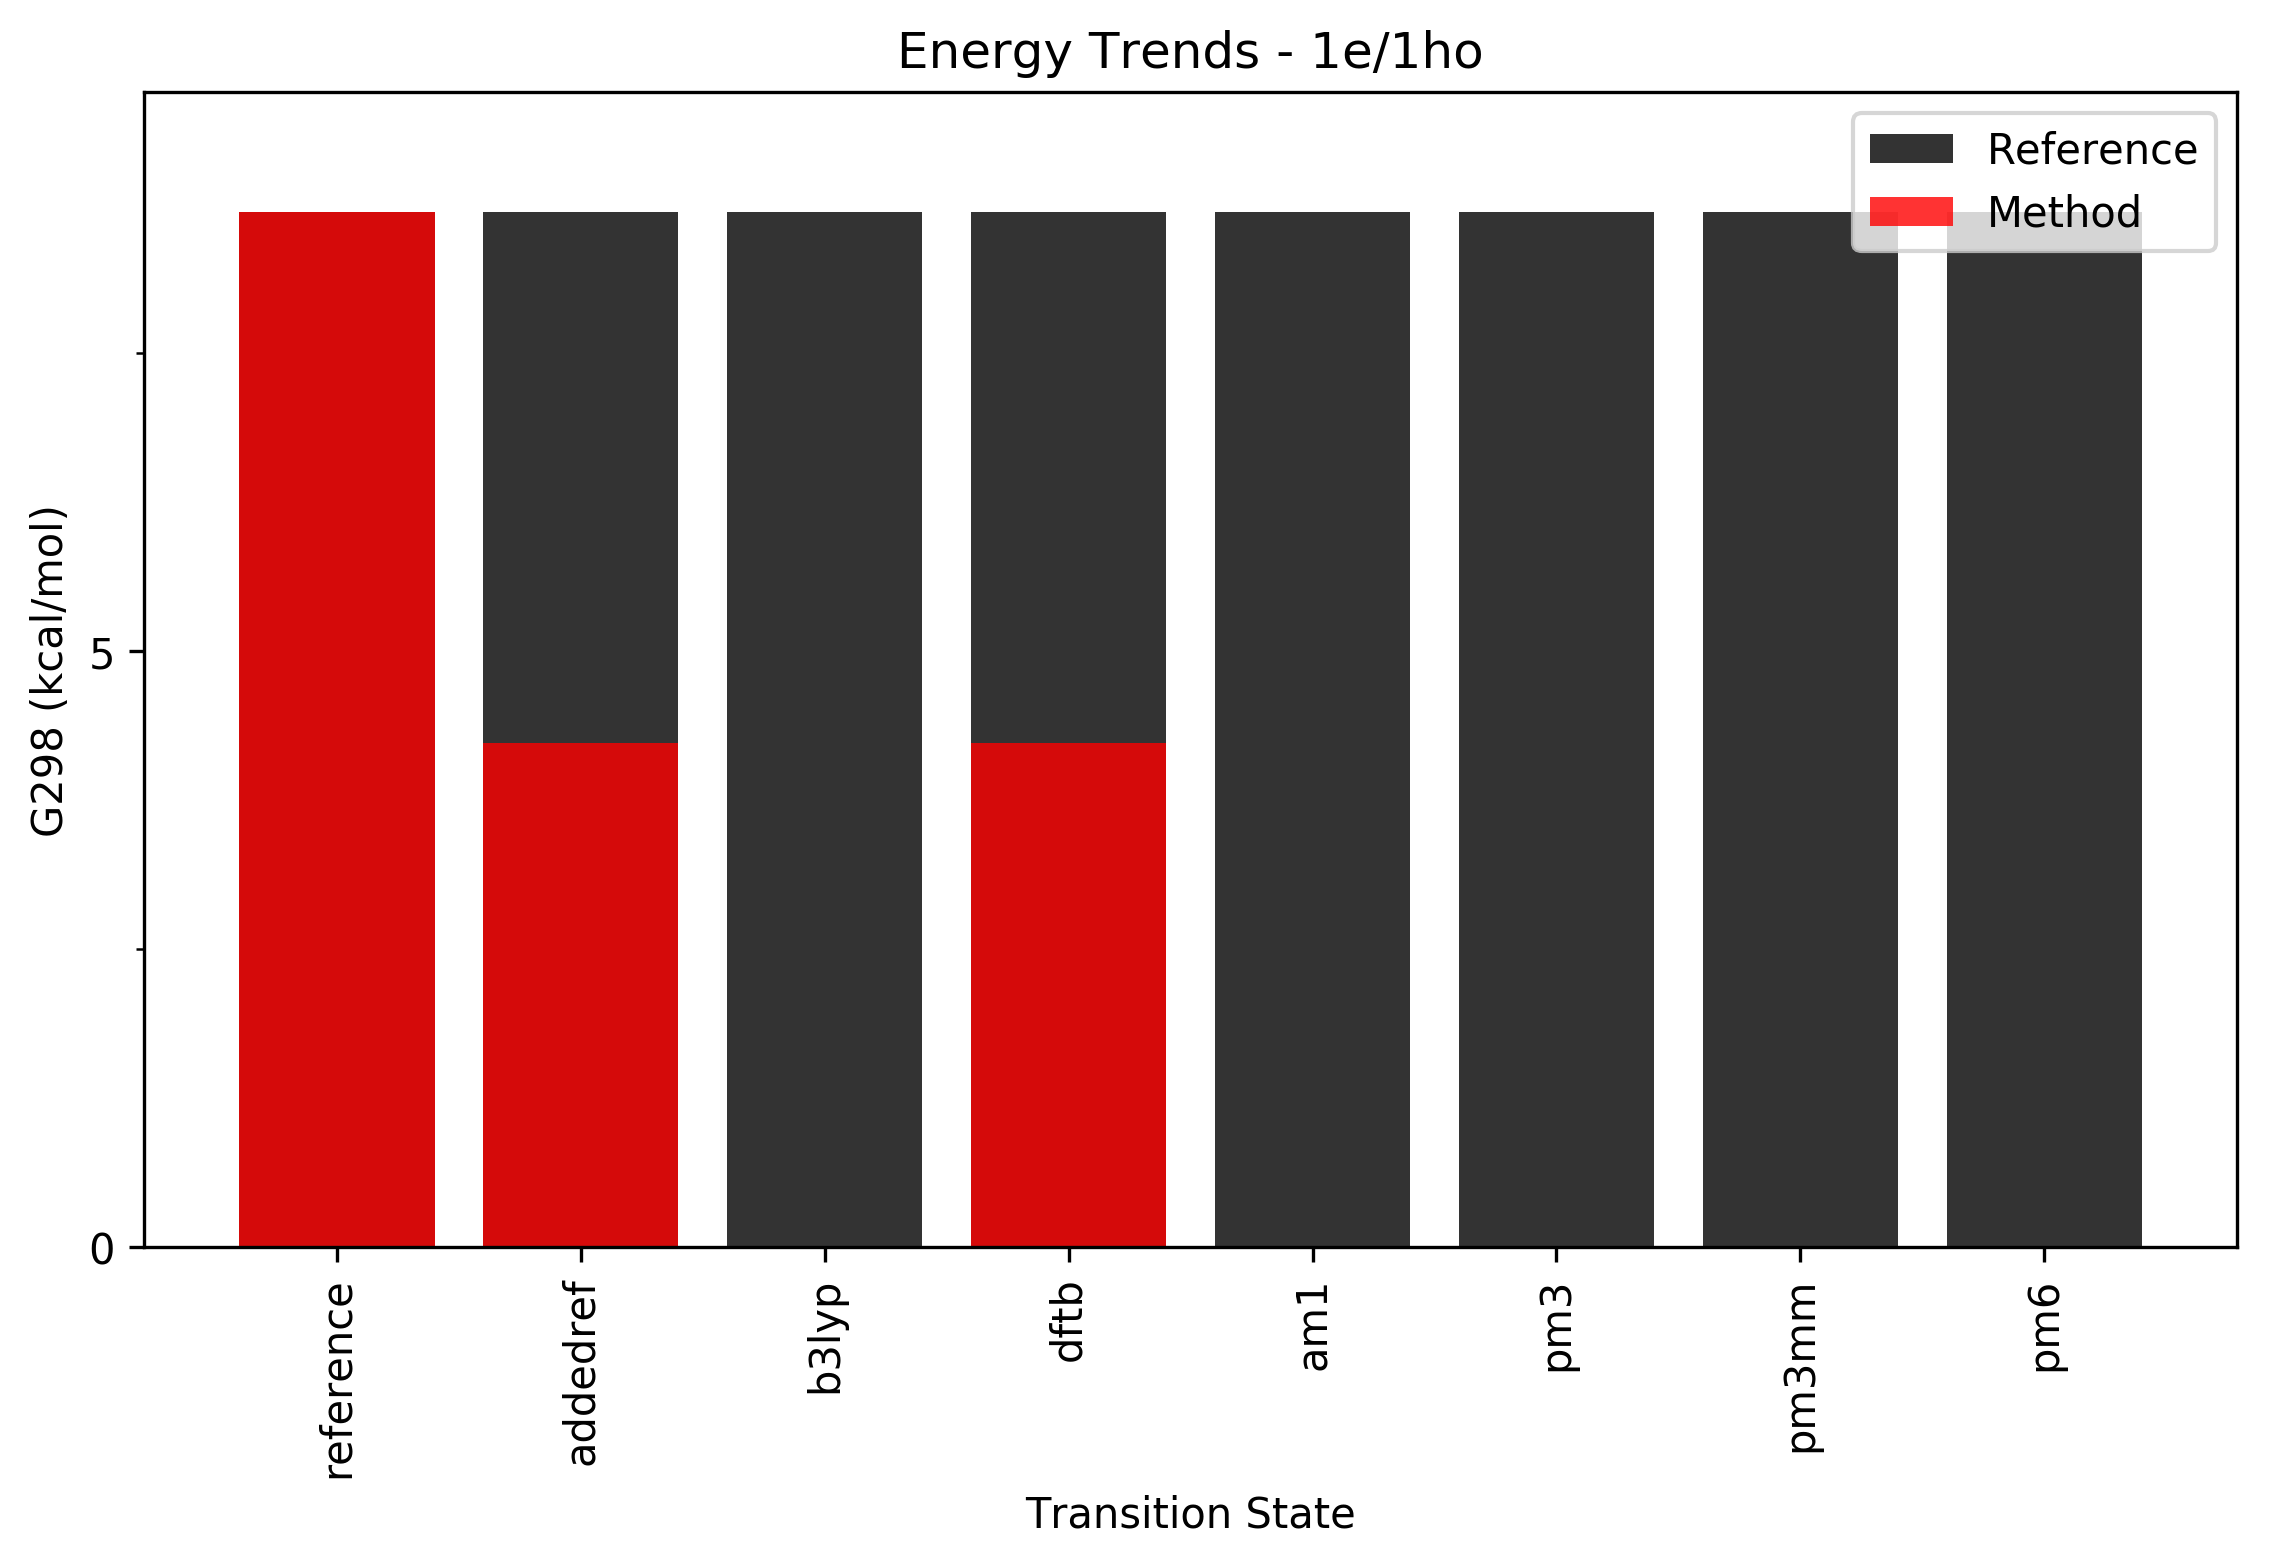 Energy Trends - 1e/1ho
Reference
Method
G298 (kcal/mol)
5
0
reference
addedref
b3lyp
dftb
am1
pm3
pm3mm
pm6
Transition State